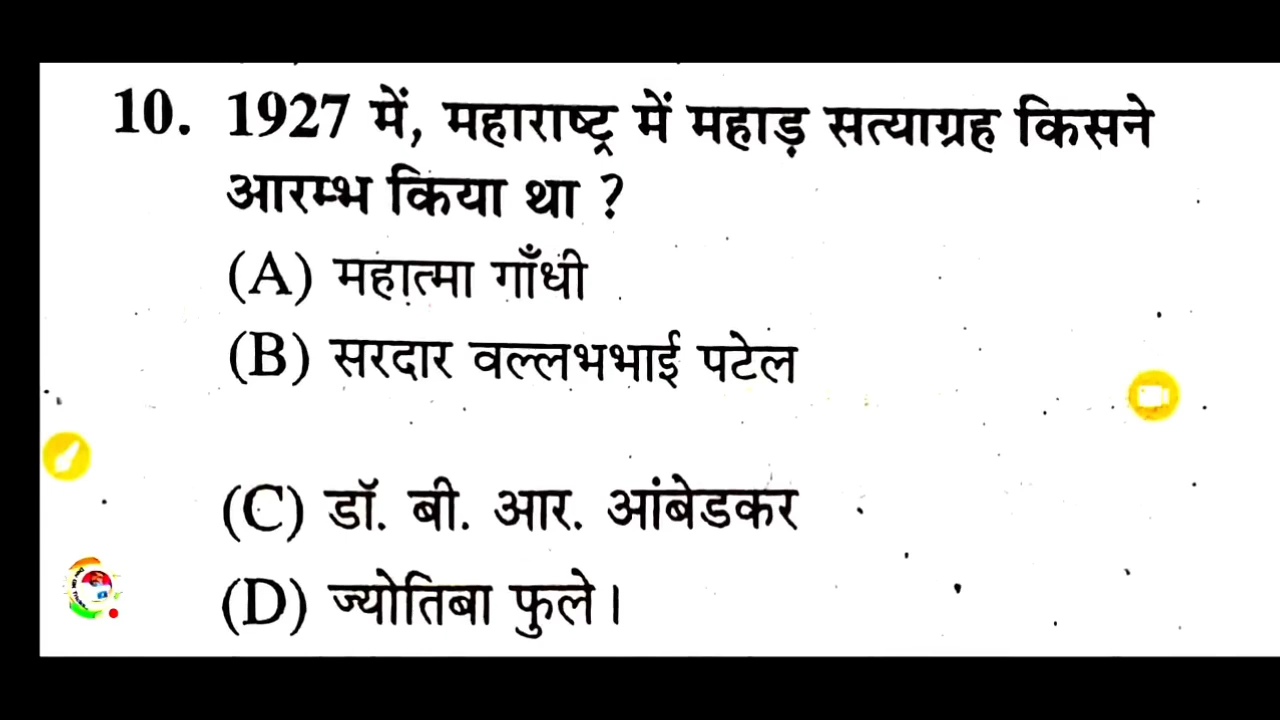 10. 1927 में, महाराष्ट्र में महाड़ सत्याग्रह किसने
आरम्भ किया था ?
(A) महात्मा गाँधी
(B) सरदार वल्लभभाई पटेल
(C) डॉ. बी. आर. आंबेडकर
(D) ज्योतिबा फुले।